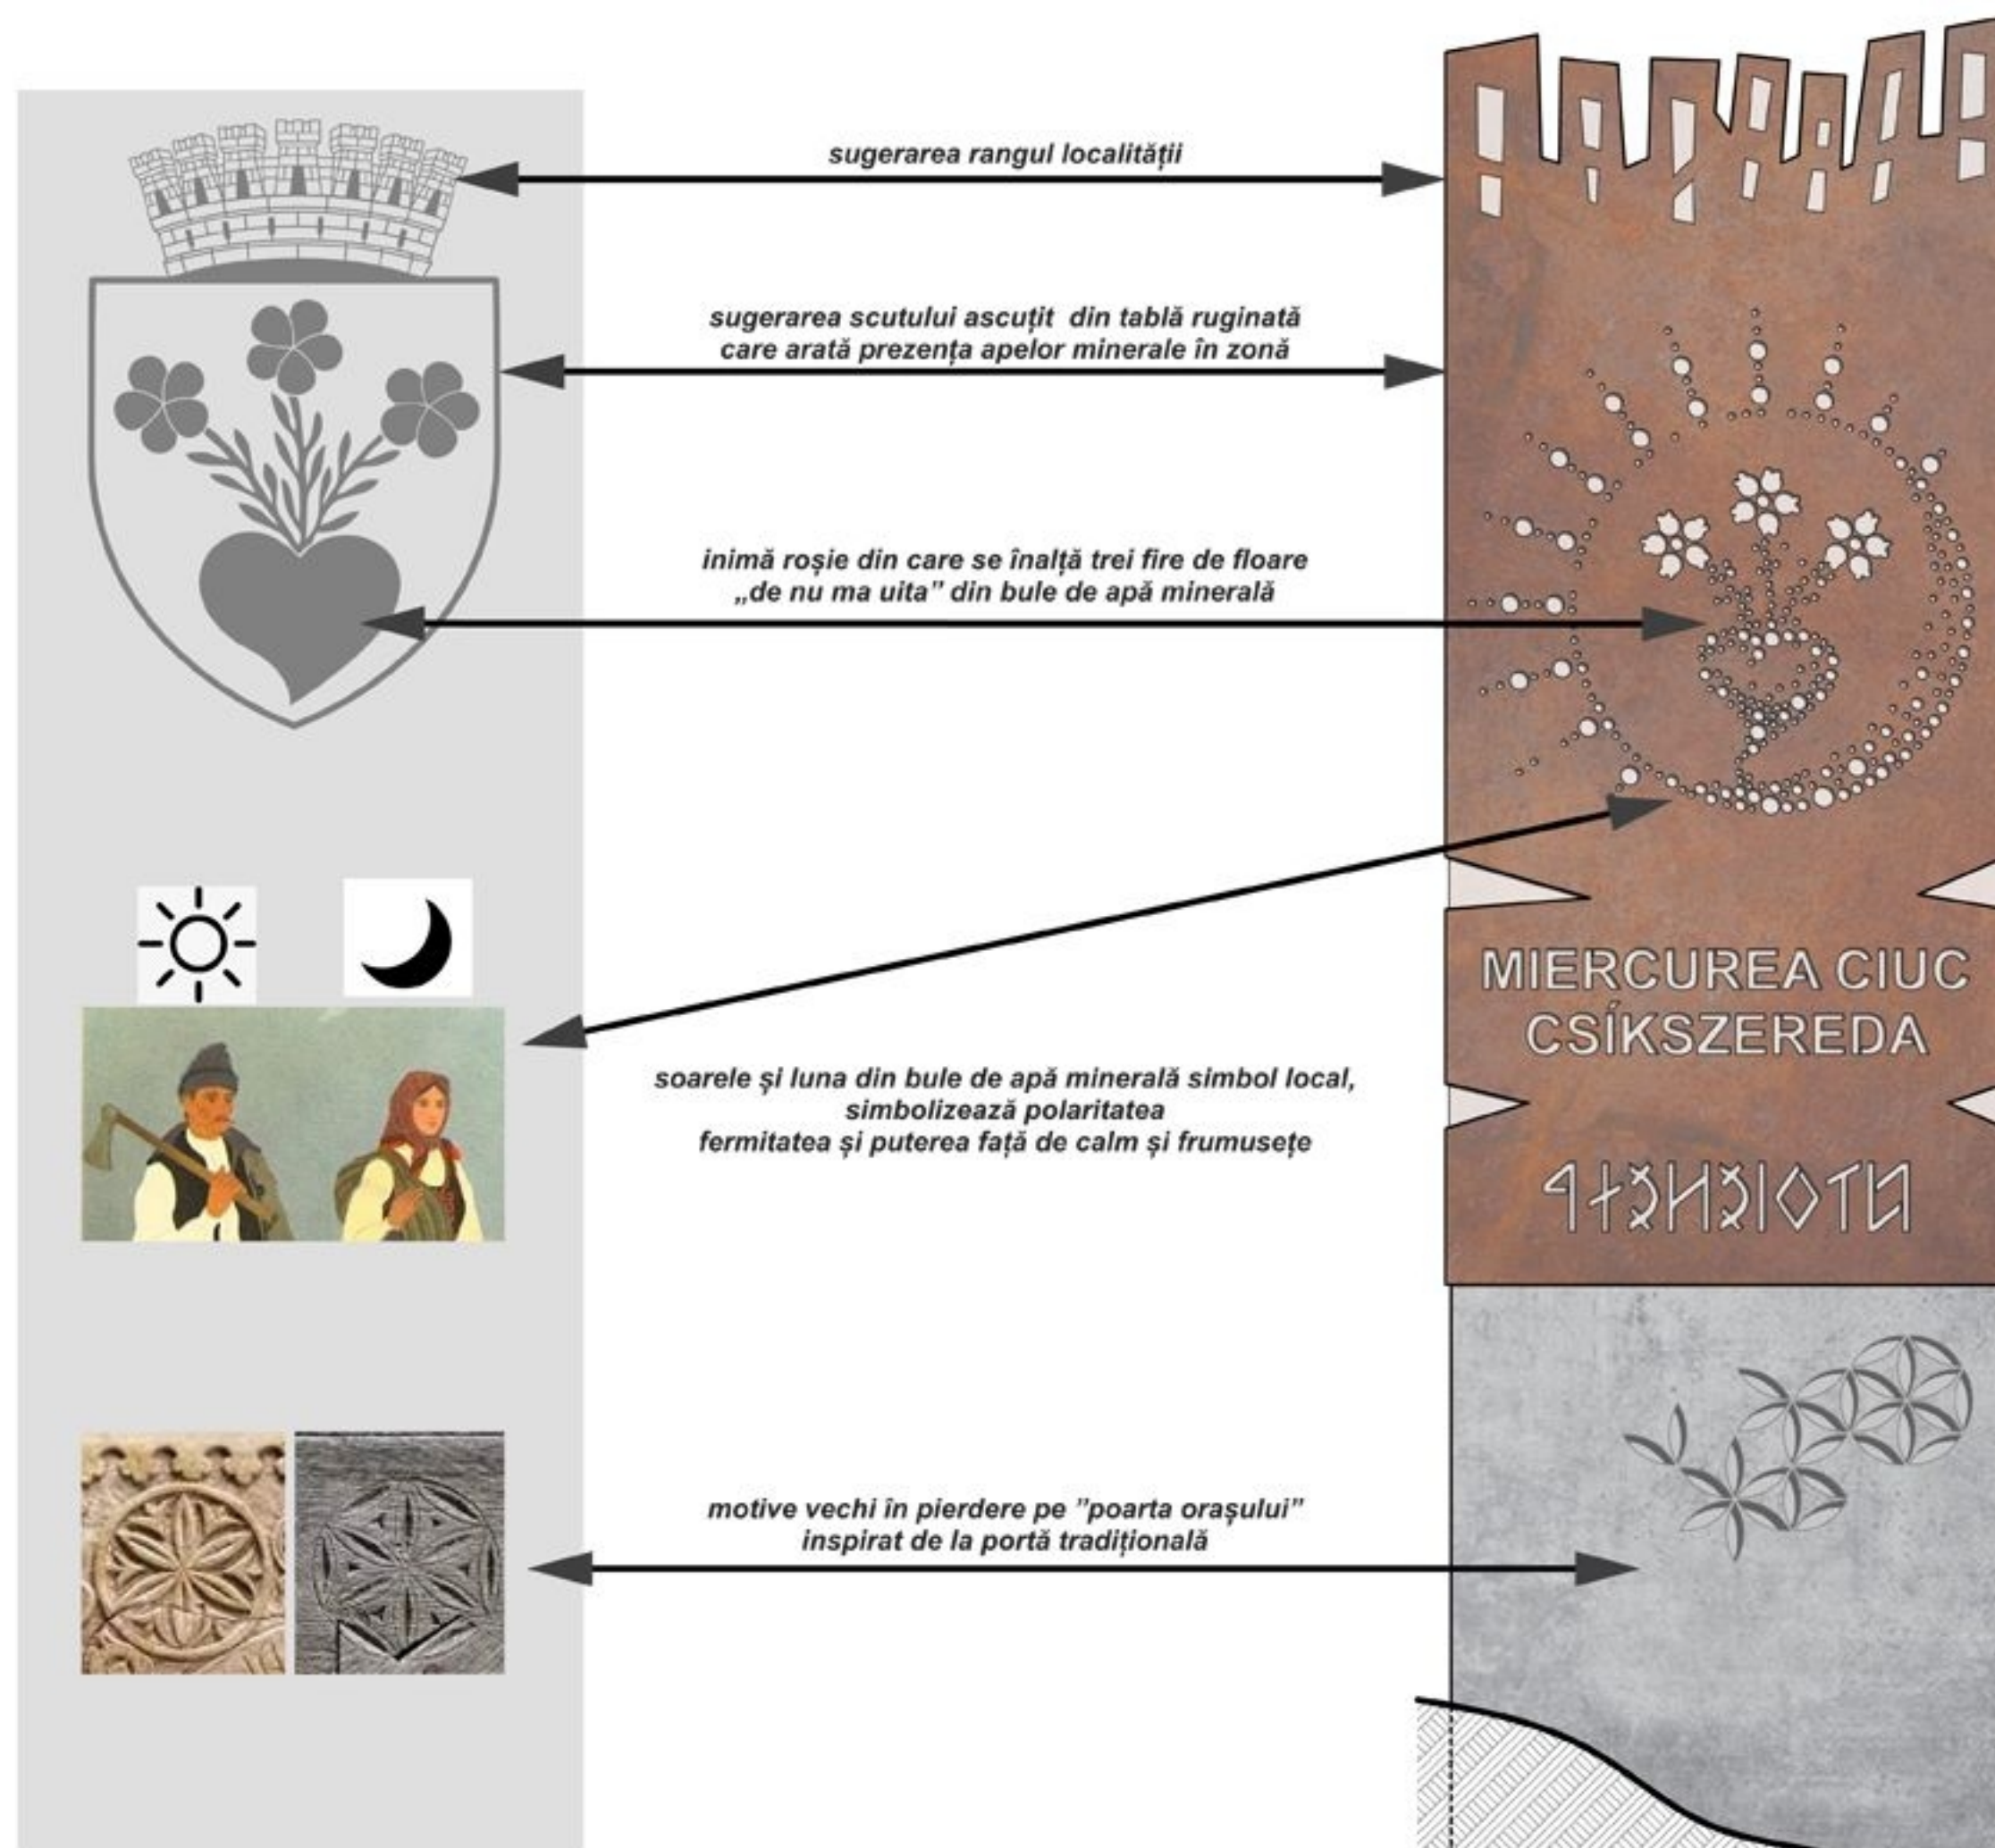 sugerarea rangul localității
sugerarea scutului ascuțit din tablă ruginată
care arată prezența apelor minerale în zonă
inimă roșie din care se înalță trei fire de floare
„de nu ma uita” din bule de apă minerală
soarele și luna din bule de apă minerală simbol local,
simbolizează polaritatea
fermitatea și puterea față de calm și frumusețe
motive vechi în pierdere pe ”poarta orașului”
inspirat de la portă tradițională
MIERCUREA CIUC
CSÍKSZEREDA
𐲆𐲑𐲓𐲥𐲉𐲢𐲉𐲇𐲀